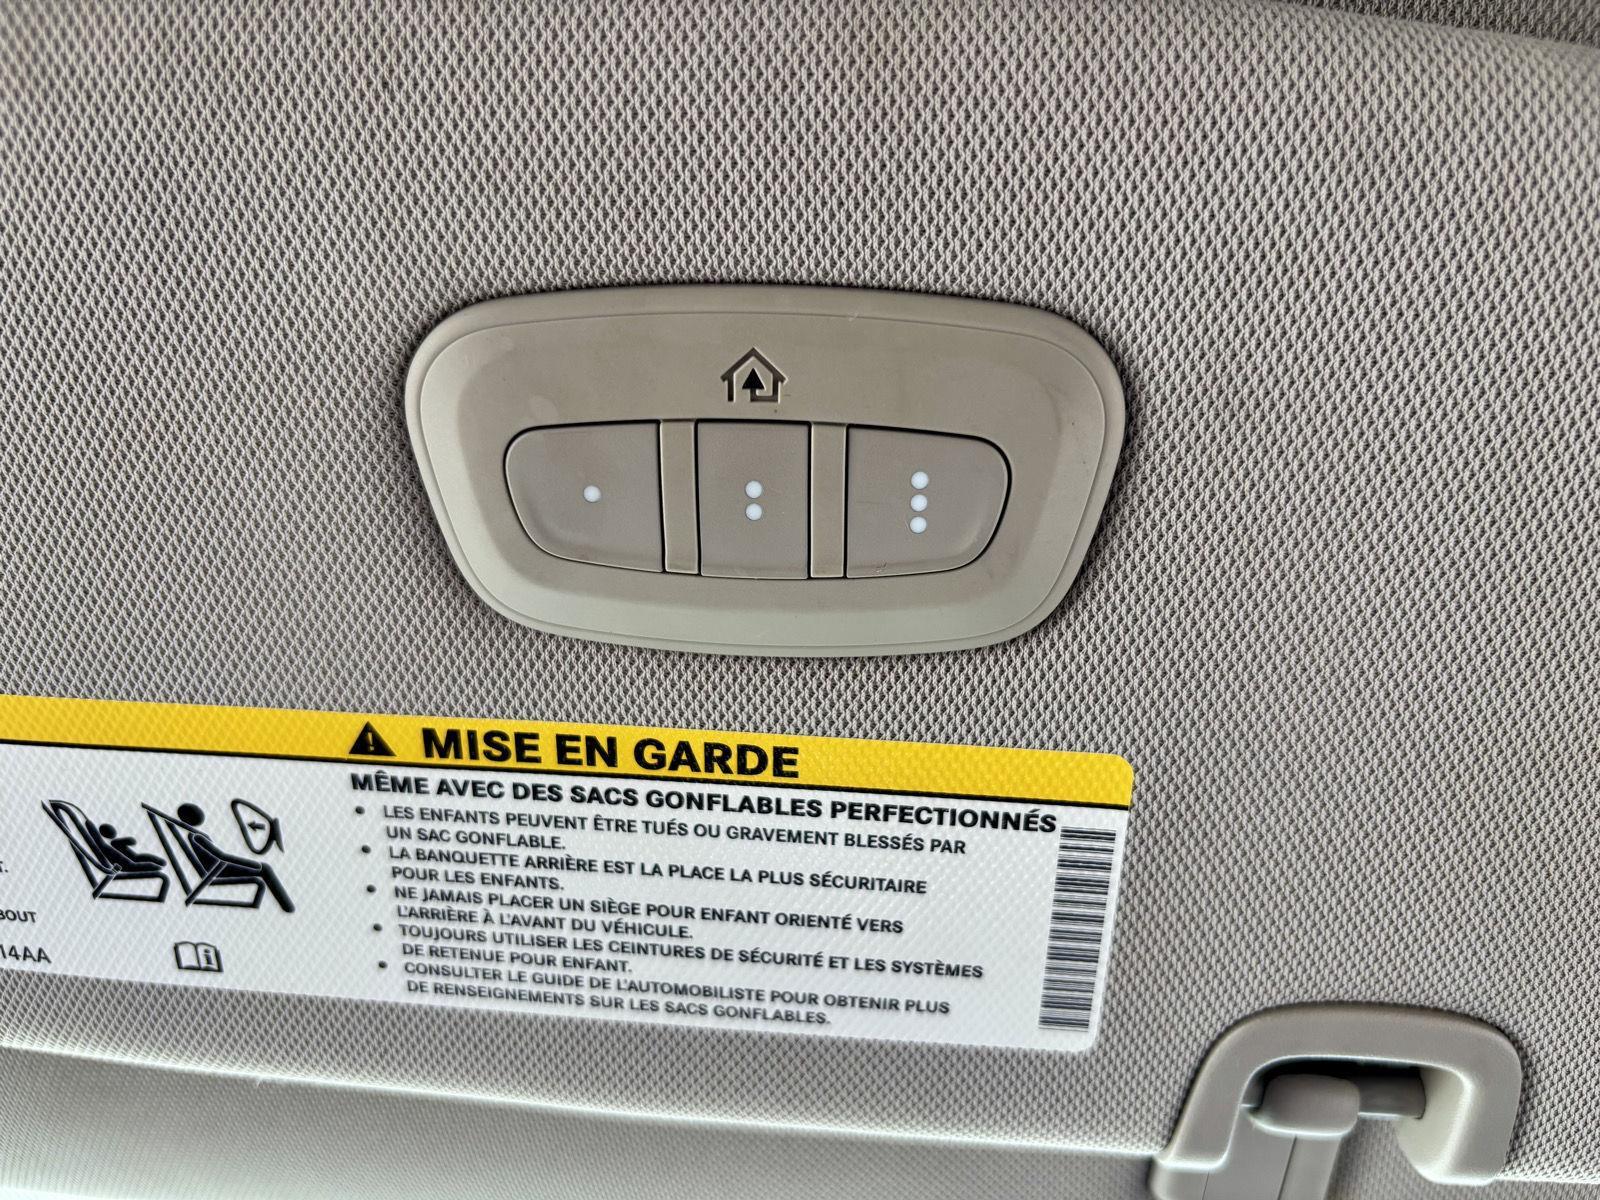 MISE EN GARDE
MÊME AVEC DES SACS GONFLABLES PERFECTIONNÉS
• LES ENFANTS PEUVENT ÊTRE TUÉS OU GRAVEMENT BLESSÉS PAR
UN SAC GONFLABLE.
• LA BANQUETTE ARRIÈRE EST LA PLACE LA PLUS SÉCURITAIRE
POUR LES ENFANTS.
• NE JAMAIS PLACER UN SIÈGE POUR ENFANT ORIENTÉ VERS
L'ARRIÈRE À L'AVANT DU VÉHICULE.
• TOUJOURS UTILISER LES CEINTURES DE SÉCURITÉ ET LES SYSTÈMES
DE RETENUE POUR ENFANT.
• CONSULTER LE GUIDE DE L'AUTOMOBILISTE POUR OBTENIR PLUS
DE RENSEIGNEMENTS SUR LES SACS GONFLABLES.
BOUT
14AA